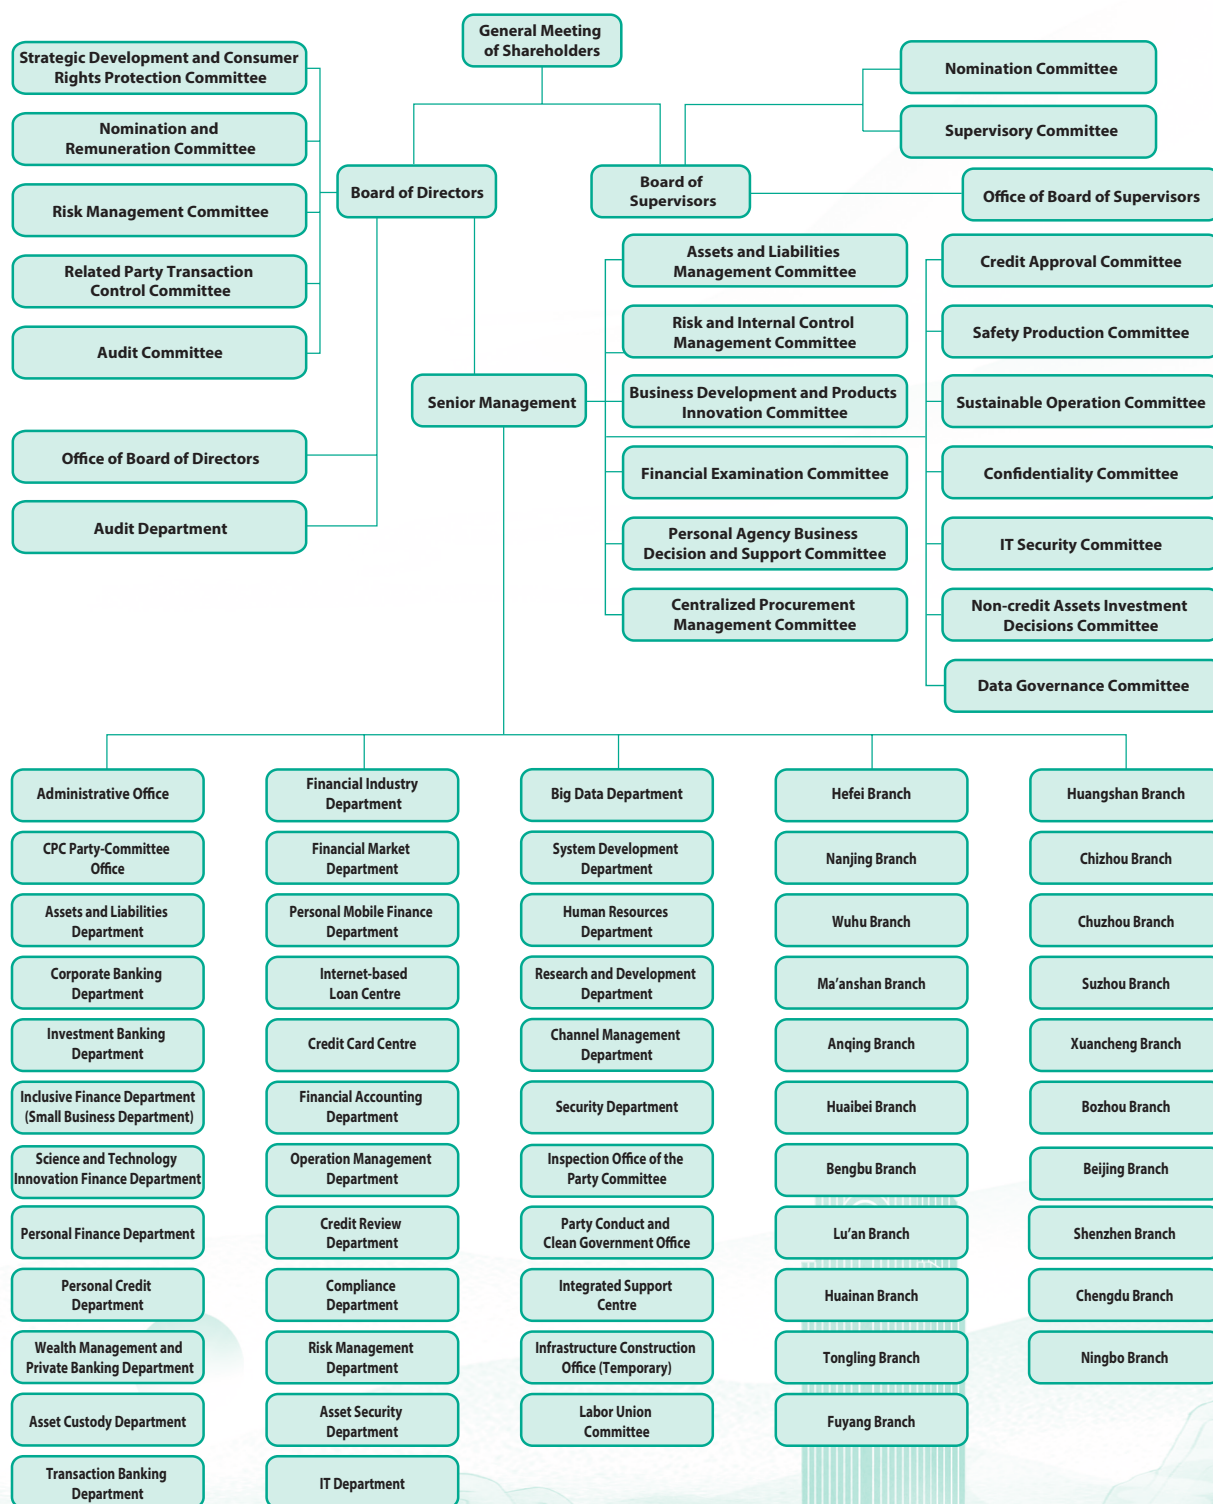 General Meeting
of Shareholders
Strategic Development and Consumer
Rights Protection Committee
Nomination and
Remuneration Committee
Risk Management Committee
Related Party Transaction
Control Committee
Audit Committee
Office of Board of Directors
Audit Department
Board of Directors
Board of
Supervisors
Nomination Committee
Supervisory Committee
Office of Board of Supervisors
Senior Management
Assets and Liabilities
Management Committee
Risk and Internal Control
Management Committee
Business Development and Products
Innovation Committee
Financial Examination Committee
Personal Agency Business
Decision and Support Committee
Centralized Procurement
Management Committee
Credit Approval Committee
Safety Production Committee
Sustainable Operation Committee
Confidentiality Committee
IT Security Committee
Non-credit Assets Investment
Decisions Committee
Data Governance Committee
Administrative Office
CPC Party-Committee
Office
Assets and Liabilities
Department
Corporate Banking
Department
Investment Banking
Department
Inclusive Finance Department
(Small Business Department)
Science and Technology
Innovation Finance Department
Personal Finance Department
Personal Credit
Department
Wealth Management and
Private Banking Department
Asset Custody Department
Transaction Banking
Department
Financial Industry
Department
Financial Market
Department
Personal Mobile Finance
Department
Internet-based
Loan Centre
Credit Card Centre
Financial Accounting
Department
Operation Management
Department
Credit Review
Department
Compliance
Department
Risk Management
Department
Asset Security
Department
IT Department
Big Data Department
System Development
Department
Human Resources
Department
Research and Development
Department
Channel Management
Department
Security Department
Inspection Office of the
Party Committee
Party Conduct and
Clean Government Office
Integrated Support
Centre
Infrastructure Construction
Office (Temporary)
Labor Union
Committee
Hefei Branch
Nanjing Branch
Wuhu Branch
Ma’anshan Branch
Anqing Branch
Huaibei Branch
Bengbu Branch
Lu’an Branch
Huainan Branch
Tongling Branch
Fuyang Branch
Huangshan Branch
Chizhou Branch
Chuzhou Branch
Suzhou Branch
Xuancheng Branch
Bozhou Branch
Beijing Branch
Shenzhen Branch
Chengdu Branch
Ningbo Branch